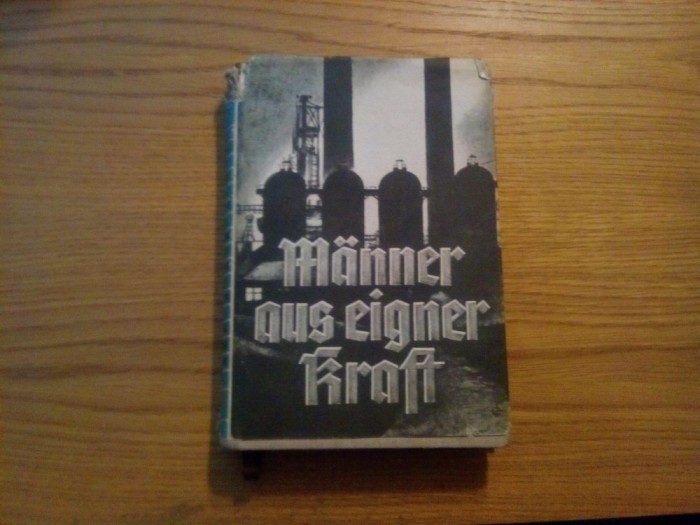 Männer
aus eigner
Kraft